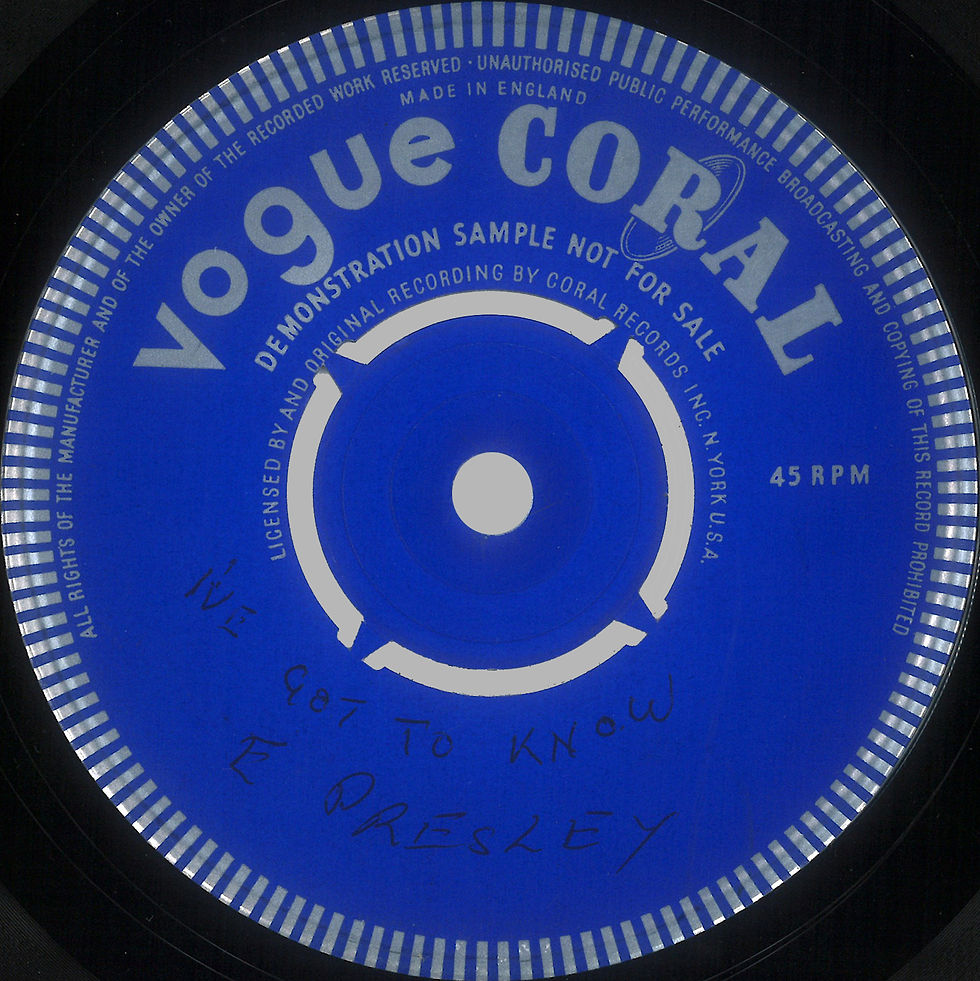 ALL RIGHTS OF THE MANUFACTURER AND OF THE OWNER OF THE RECORDED WORK RESERVED · UNAUTHORISED PUBLIC PERFORMANCE BROADCASTING AND COPYING OF THIS RECORD PROHIBITED
MADE IN ENGLAND
Vogue CORAL
DEMONSTRATION SAMPLE NOT FOR SALE
LICENSED BY AND ORIGINAL RECORDING BY CORAL RECORDS INC. N.YORK U.S.A.
45 RPM
I'VE GOT TO KNOW
E PRESLEY